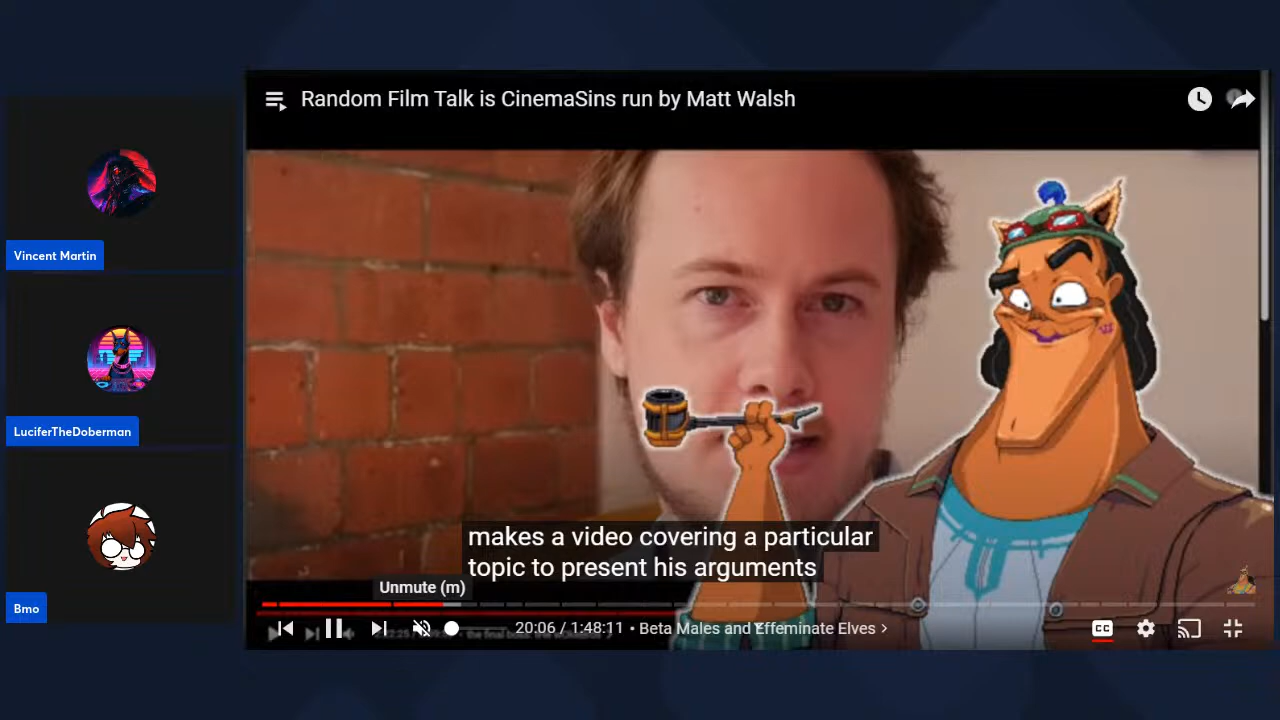 Random Film Talk is CinemaSins run by Matt Walsh
Vincent Martin
LuciferTheDoberman
makes a video covering a particular
topic to present his arguments
Unmute (m)
Bmo
20:06 / 1:48:11 • Beta Males and Effeminate Elves >
CC